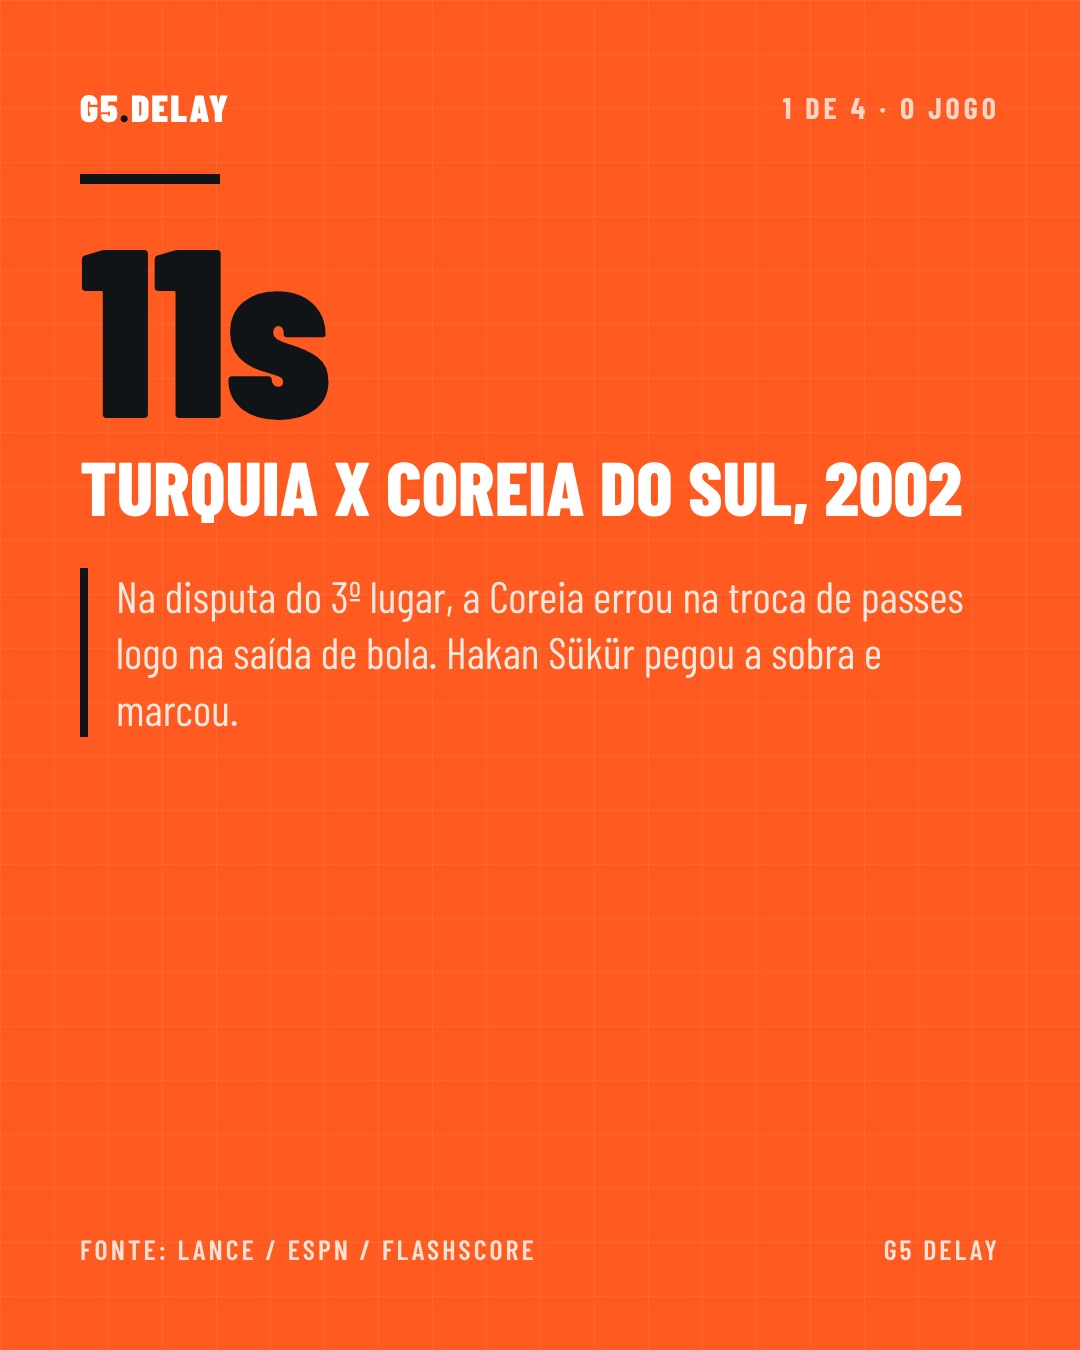 G5.DELAY
1 DE 4 · O JOGO
11s
TURQUIA X COREIA DO SUL, 2002
Na disputa do 3º lugar, a Coreia errou na troca de passes
logo na saída de bola. Hakan Sükür pegou a sobra e
marcou.
FONTE: LANCE / ESPN / FLASHSCORE
G5 DELAY